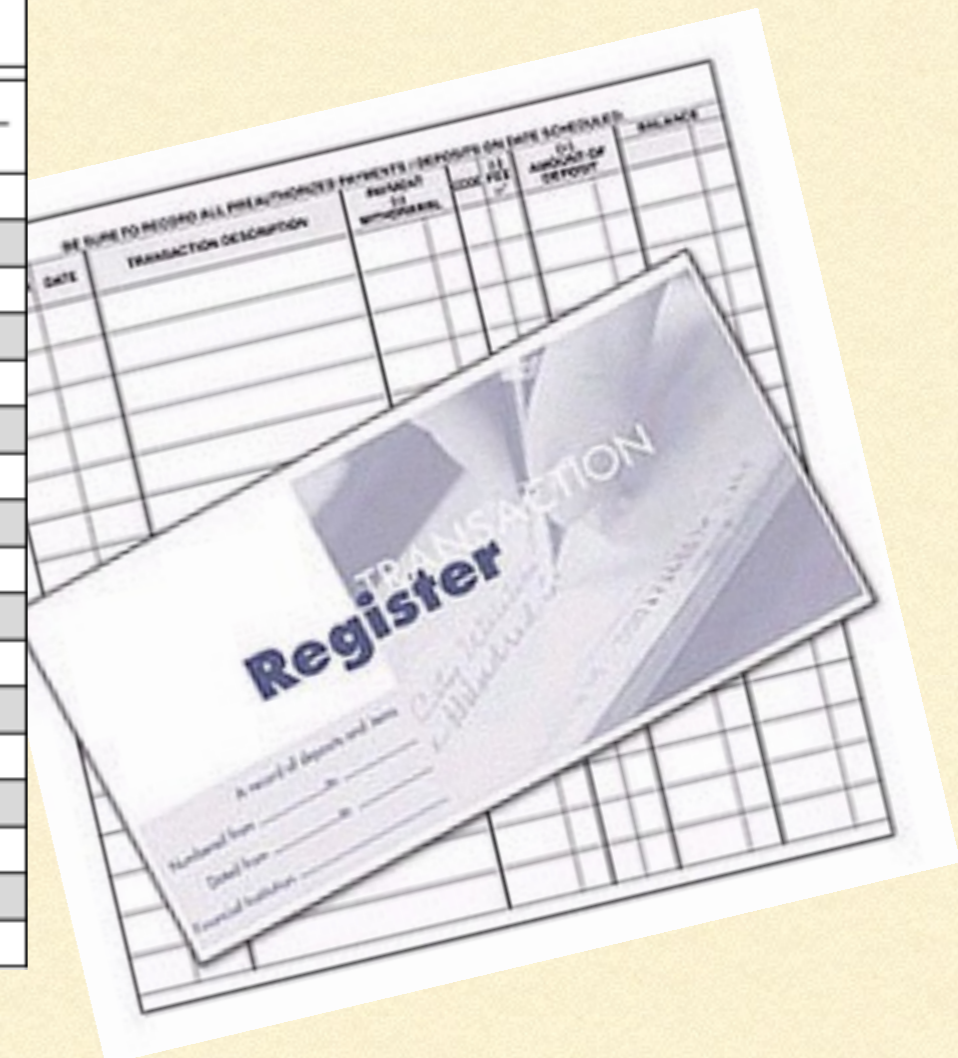 BE SURE TO RECORD ALL PREAUTHORIZED PAYMENTS / DEPOSITS ON DATE SCHEDULED.
DATE
TRANSACTION DESCRIPTION
PAYMENT
(-)
WITHDRAWAL
CODE
FEE
(+)
AMOUNT OF
DEPOSIT
BALANCE
TRANSACTION
Register
A record of deposits and items
Numbered from to
Dated from to
Financial Institution